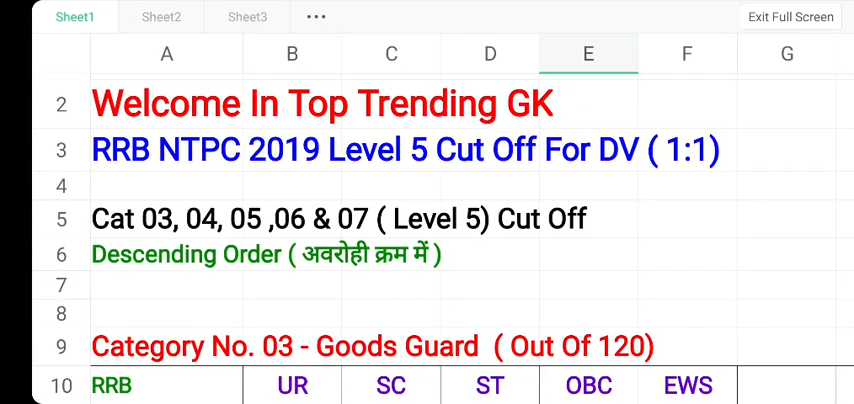 Sheet1 Sheet2 Sheet3 ••• Exit Full Screen
A B C D E F G
2 Welcome In Top Trending GK
3 RRB NTPC 2019 Level 5 Cut Off For DV ( 1:1)
4
5 Cat 03, 04, 05 ,06 & 07 ( Level 5) Cut Off
6 Descending Order ( अवरोही क्रम में )
7
8
9 Category No. 03 - Goods Guard ( Out Of 120)
10 RRB UR SC ST OBC EWS